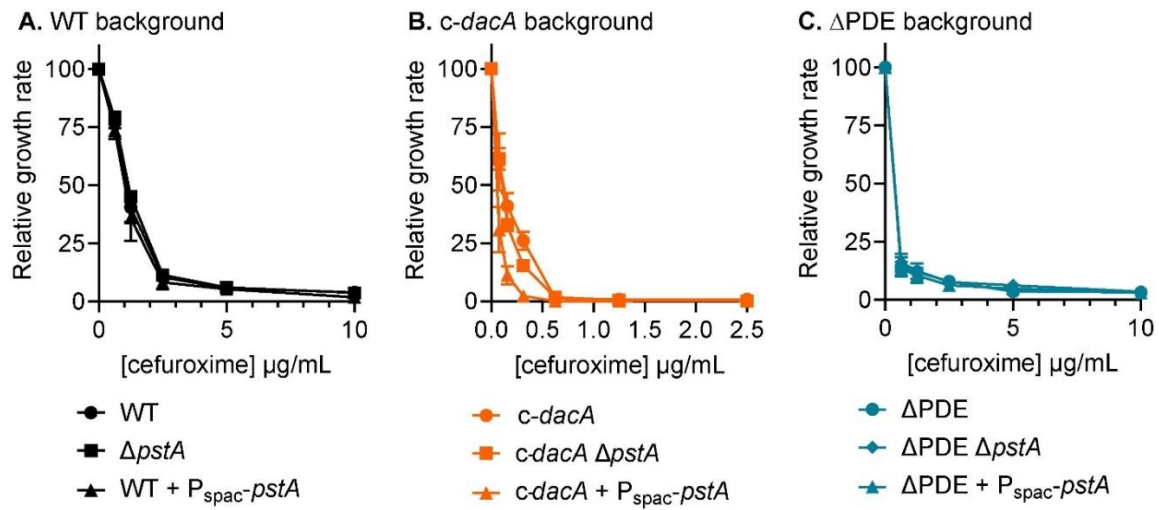 A. WT background
Relative growth rate
100
75
50
25
0
0 5 10
[cefuroxime] µg/mL
WT
ΔpstA
WT + Pspac-pstA
B. c-dacA background
Relative growth rate
100
75
50
25
0
0.0 0.5 1.0 1.5 2.0 2.5
[cefuroxime] µg/mL
c-dacA
c-dacA ΔpstA
c-dacA + Pspac-pstA
C. ΔPDE background
Relative growth rate
100
75
50
25
0
0 5 10
[cefuroxime] µg/mL
ΔPDE
ΔPDE ΔpstA
ΔPDE + Pspac-pstA